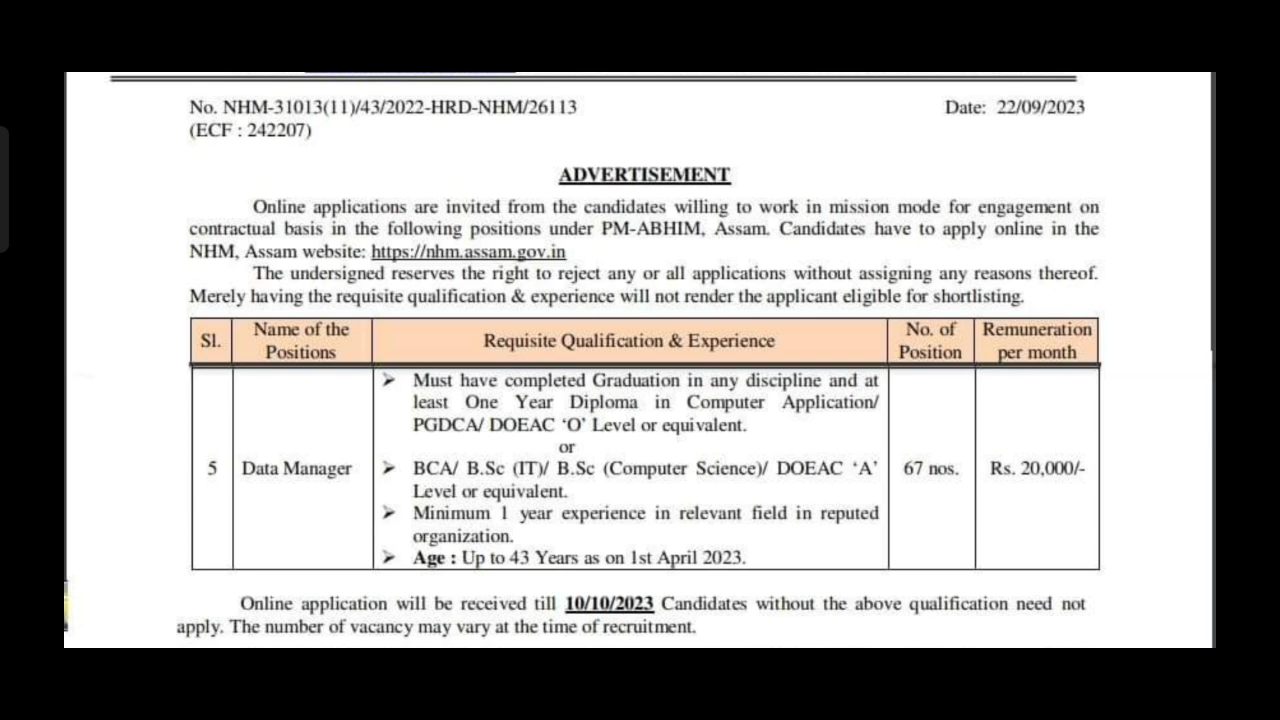 No. NHM-31013(11)/43/2022-HRD-NHM/26113 Date: 22/09/2023
(ECF : 242207)
ADVERTISEMENT
Online applications are invited from the candidates willing to work in mission mode for engagement on
contractual basis in the following positions under PM-ABHIM, Assam. Candidates have to apply online in the
NHM, Assam website: https://nhm.assam.gov.in
The undersigned reserves the right to reject any or all applications without assigning any reasons thereof.
Merely having the requisite qualification & experience will not render the applicant eligible for shortlisting.
Sl.
Name of the
Positions
Requisite Qualification & Experience
No. of
Position
Remuneration
per month
5
Data Manager
➢ Must have completed Graduation in any discipline and at
least One Year Diploma in Computer Application/
PGDCA/ DOEAC ‘O’ Level or equivalent.
or
➢ BCA/ B.Sc (IT)/ B.Sc (Computer Science)/ DOEAC ‘A’
Level or equivalent.
➢ Minimum 1 year experience in relevant field in reputed
organization.
➢ Age : Up to 43 Years as on 1st April 2023.
67 nos.
Rs. 20,000/-
Online application will be received till 10/10/2023 Candidates without the above qualification need not
apply. The number of vacancy may vary at the time of recruitment.